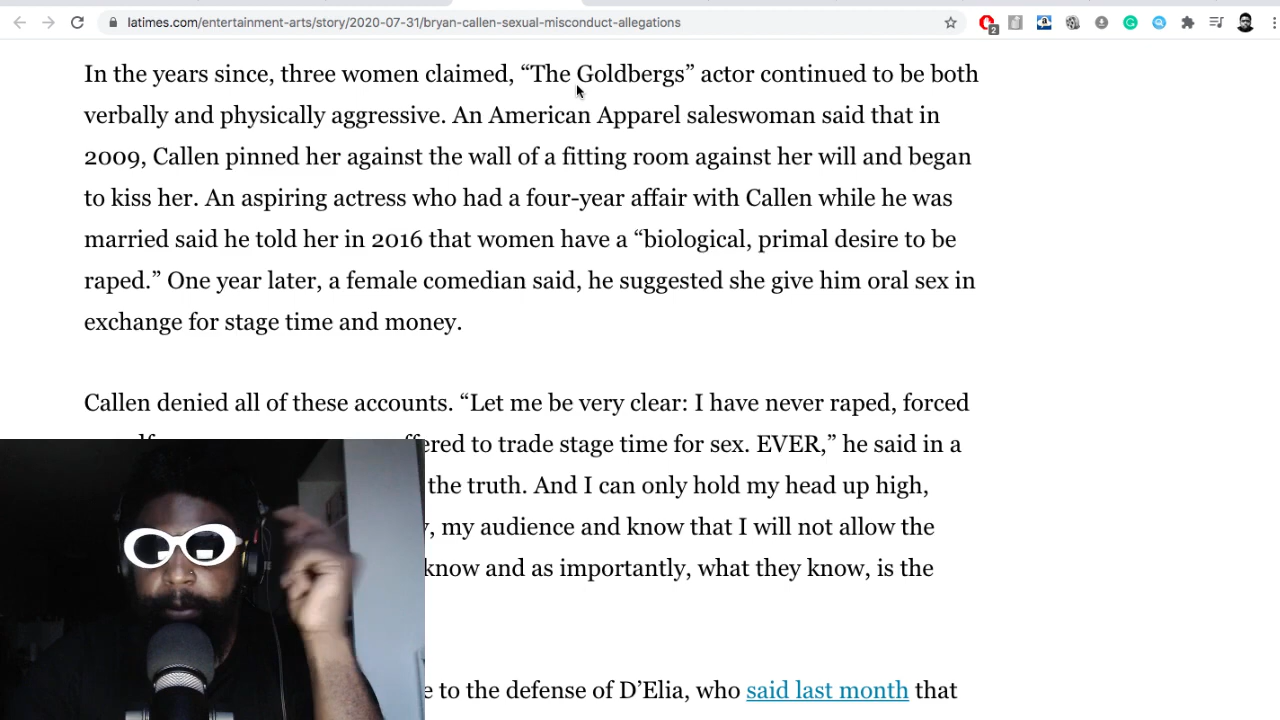 latimes.com/entertainment-arts/story/2020-07-31/bryan-callen-sexual-misconduct-allegations
2
In the years since, three women claimed, “The Goldbergs” actor continued to be both
verbally and physically aggressive. An American Apparel saleswoman said that in
2009, Callen pinned her against the wall of a fitting room against her will and began
to kiss her. An aspiring actress who had a four-year affair with Callen while he was
married said he told her in 2016 that women have a “biological, primal desire to be
raped.” One year later, a female comedian said, he suggested she give him oral sex in
exchange for stage time and money.
Callen denied all of these accounts. “Let me be very clear: I have never raped, forced
to trade stage time for sex. EVER,” he said in a
the truth. And I can only hold my head up high,
my audience and know that I will not allow the
know and as importantly, what they know, is the
to the defense of D’Elia, who said last month that